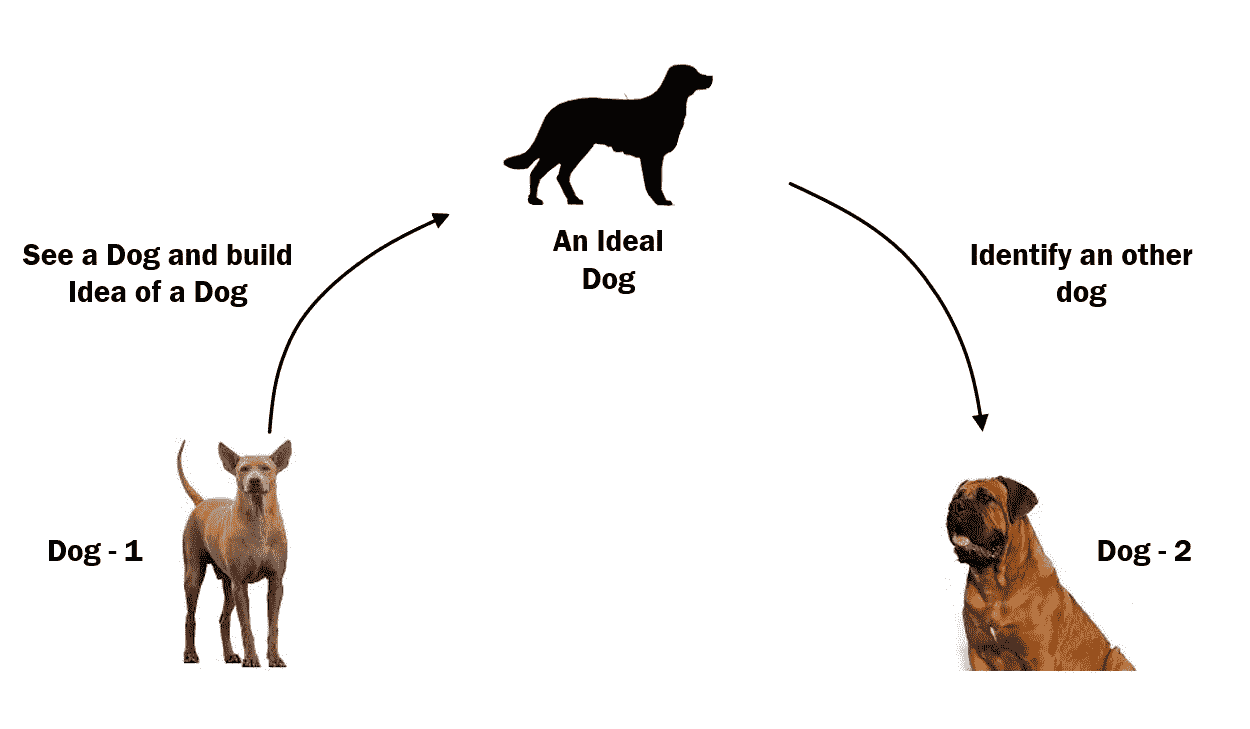 An Ideal
Dog
See a Dog and build
Idea of a Dog
Identify an other
dog
Dog - 1
Dog - 2